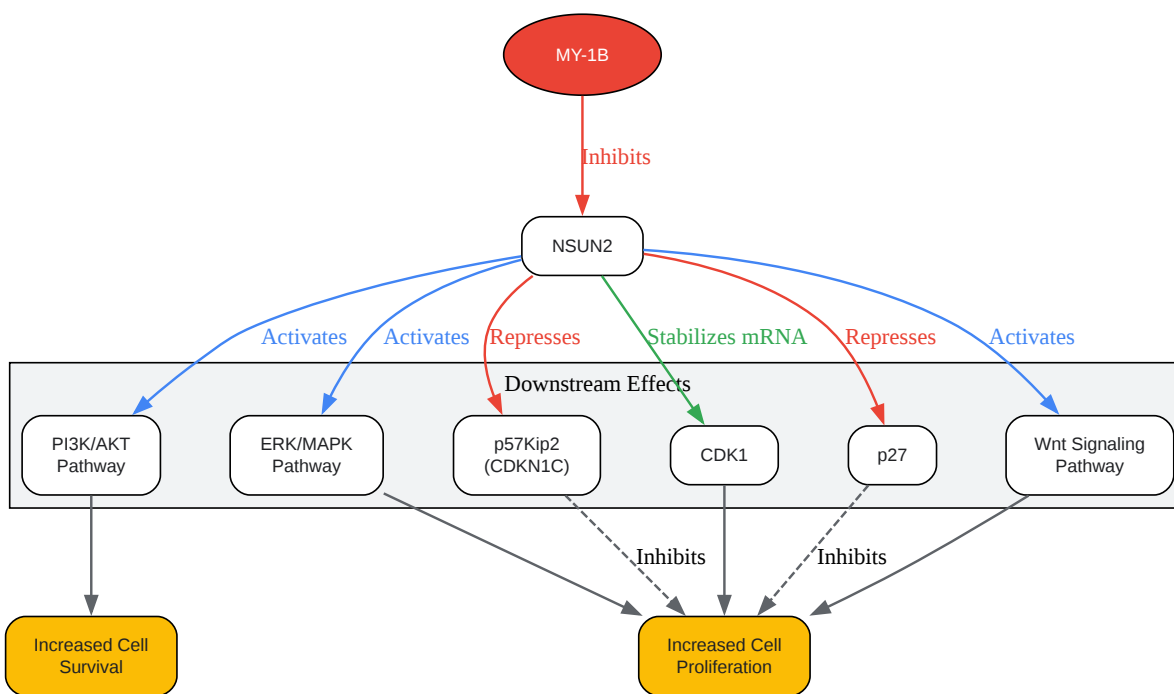 MY-1B
Inhibits
NSUN2
Activates
Activates
Represses
Stabilizes mRNA
Represses
Activates
Downstream Effects
PI3K/AKT
Pathway
ERK/MAPK
Pathway
p57Kip2
(CDKN1C)
CDK1
p27
Wnt Signaling
Pathway
Inhibits
Inhibits
Increased Cell
Survival
Increased Cell
Proliferation